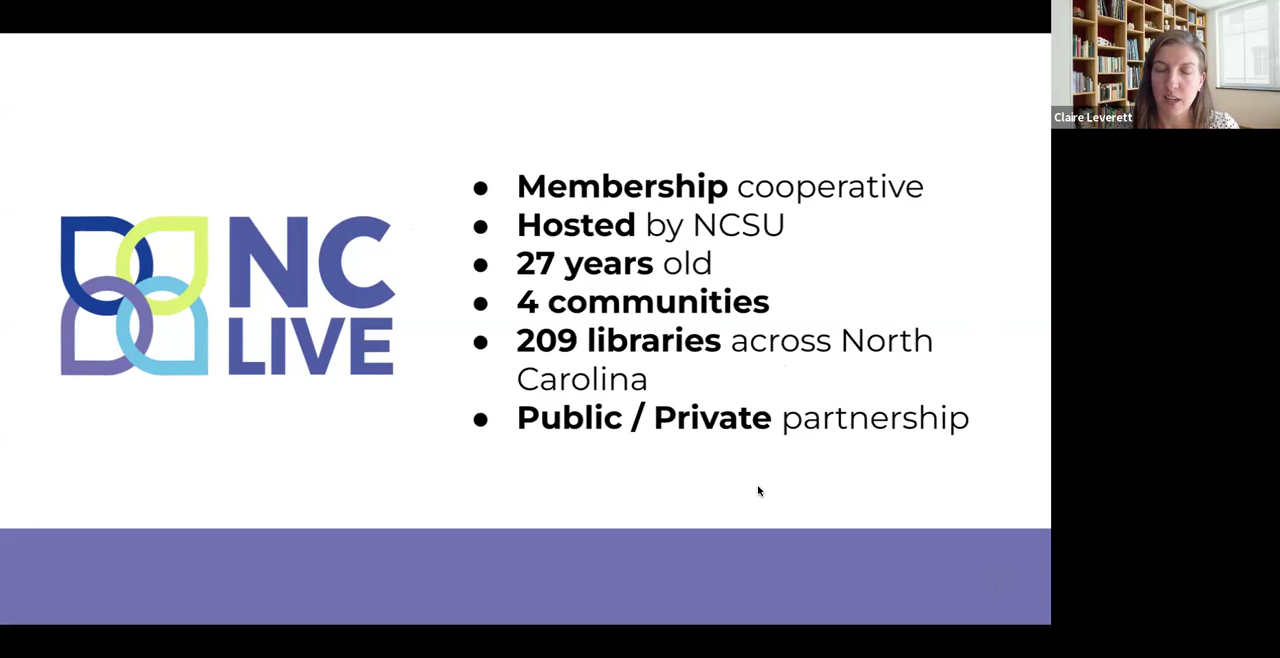 Claire Leverett
NC
LIVE
● Membership cooperative
● Hosted by NCSU
● 27 years old
● 4 communities
● 209 libraries across North
Carolina
● Public / Private partnership